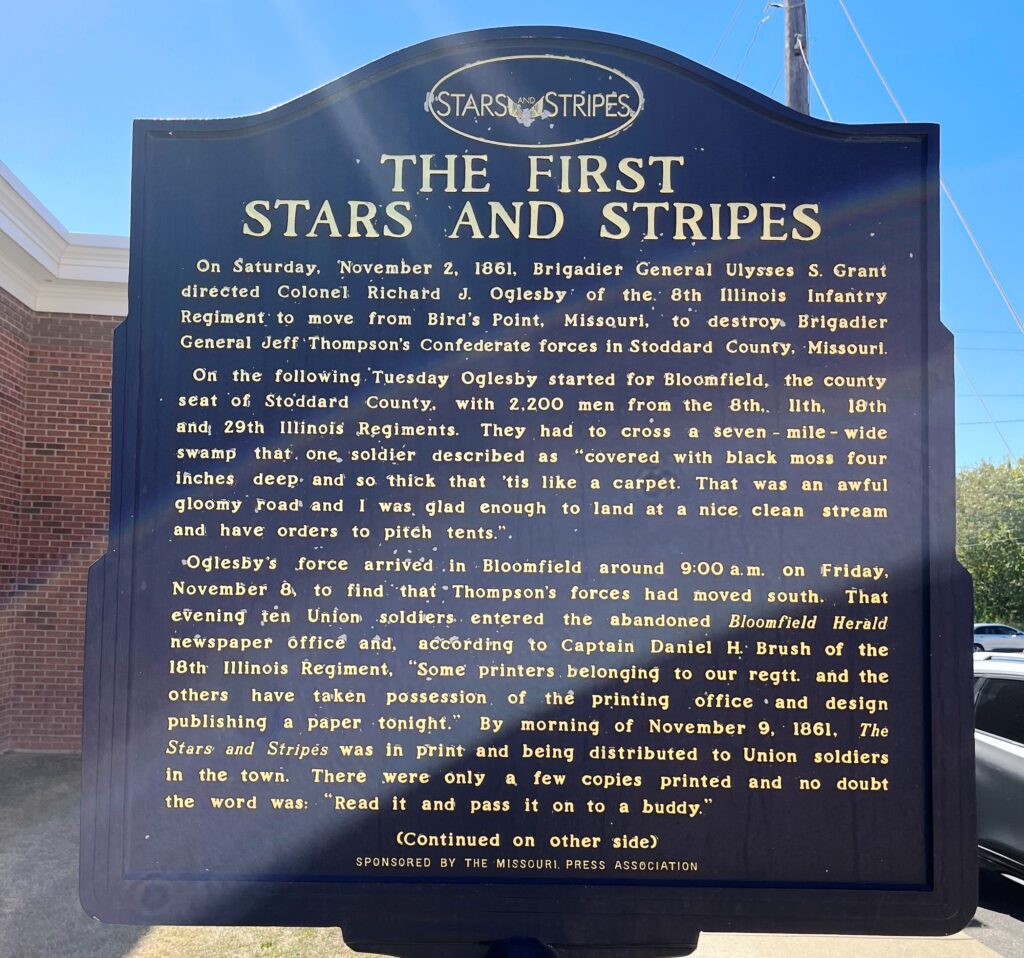 STARS AND STRIPES
THE FIRST
STARS AND STRIPES
On Saturday, November 2, 1861, Brigadier General Ulysses S. Grant
directed Colonel Richard J. Oglesby of the 8th Illinois Infantry
Regiment to move from Bird's Point, Missouri, to destroy Brigadier
General Jeff Thompson's Confederate forces in Stoddard County, Missouri.
On the following Tuesday Oglesby started for Bloomfield, the county
seat of Stoddard County, with 2,200 men from the 8th, 11th, 18th
and 29th Illinois Regiments. They had to cross a seven-mile-wide
swamp that one soldier described as "covered with black moss four
inches deep and so thick that 'tis like a carpet. That was an awful
gloomy road and I was glad enough to land at a nice clean stream
and have orders to pitch tents."
Oglesby's force arrived in Bloomfield around 9:00 a.m. on Friday,
November 8, to find that Thompson's forces had moved south. That
evening ten Union soldiers entered the abandoned Bloomfield Herald
newspaper office and, according to Captain Daniel H. Brush of the
18th Illinois Regiment, "Some printers belonging to our regtt. and the
others have taken possession of the printing office and design
publishing a paper tonight." By morning of November 9, 1861, The
Stars and Stripes was in print and being distributed to Union soldiers
in the town. There were only a few copies printed and no doubt
the word was: "Read it and pass it on to a buddy."
(Continued on other side)
SPONSORED BY THE MISSOURI PRESS ASSOCIATION